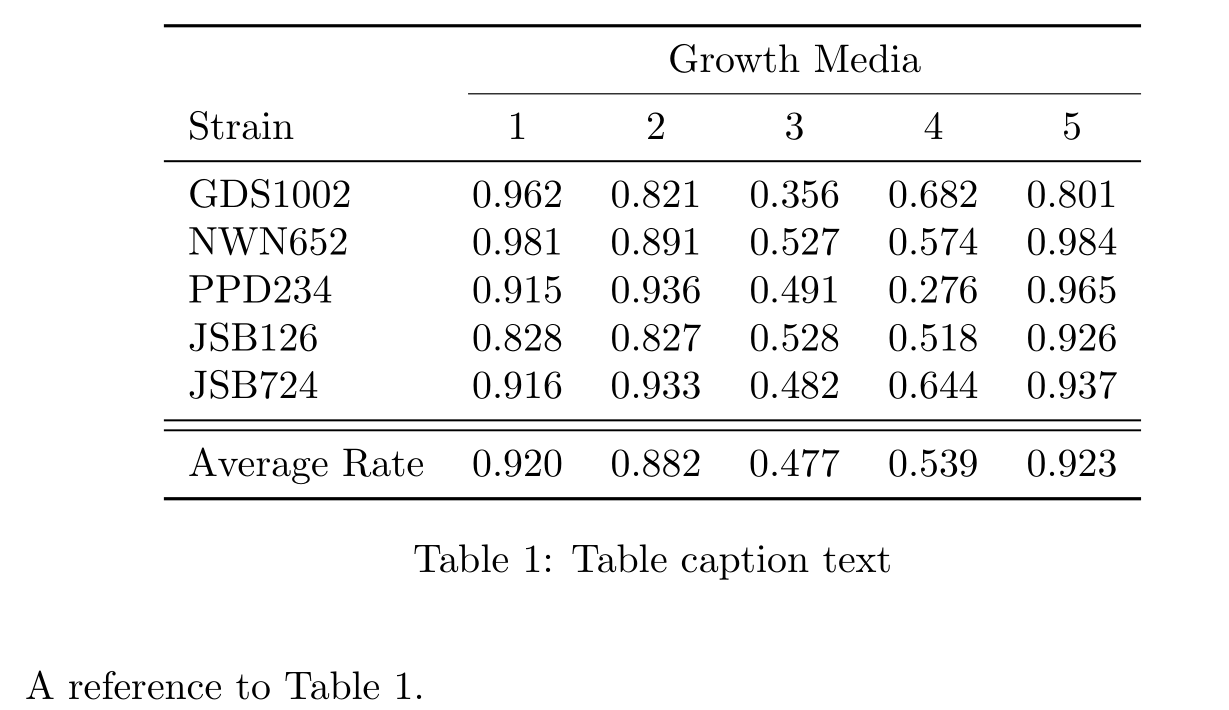 Growth Media
Strain 1 2 3 4 5
GDS1002 0.962 0.821 0.356 0.682 0.801
NWN652 0.981 0.891 0.527 0.574 0.984
PPD234 0.915 0.936 0.491 0.276 0.965
JSB126 0.828 0.827 0.528 0.518 0.926
JSB724 0.916 0.933 0.482 0.644 0.937
Average Rate 0.920 0.882 0.477 0.539 0.923
Table 1: Table caption text
A reference to Table 1.